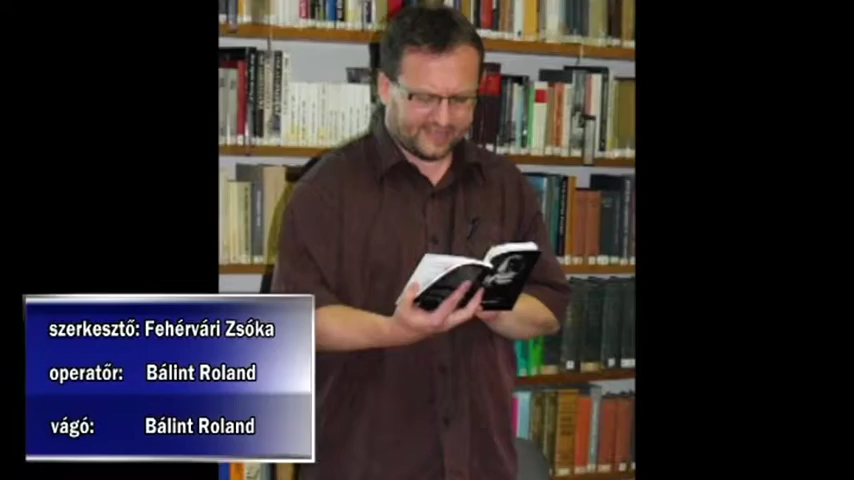 szerkesztő: Fehérvári Zsóka
operatőr: Bálint Roland
vágó: Bálint Roland